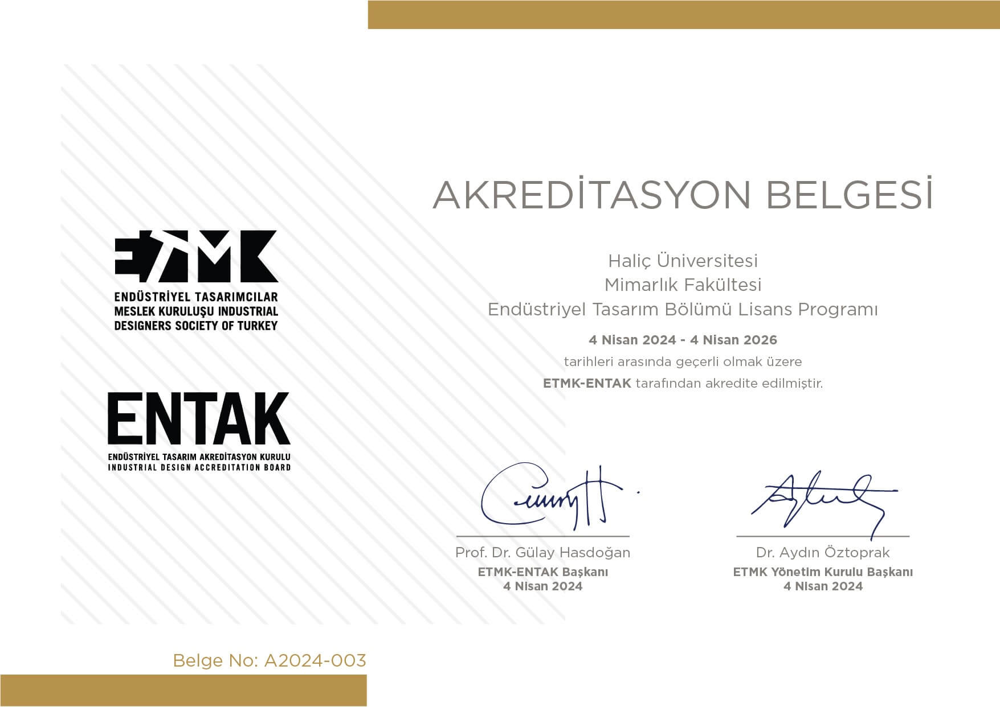 AKREDİTASYON BELGESİ
Haliç Üniversitesi
Mimarlık Fakültesi
Endüstriyel Tasarım Bölümü Lisans Programı
4 Nisan 2024 - 4 Nisan 2026
tarihleri arasında geçerli olmak üzere
ETMK-ENTAK tarafından akredite edilmiştir.
ETMK
ENDÜSTRİYEL TASARIMCILAR
MESLEK KURULUŞU INDUSTRIAL
DESIGNERS SOCIETY OF TURKEY
ENTAK
ENDÜSTRİYEL TASARIM AKREDİTASYON KURULU
INDUSTRIAL DESIGN ACCREDITATION BOARD
Prof. Dr. Gülay Hasdoğan
ETMK-ENTAK Başkanı
4 Nisan 2024
Dr. Aydın Öztoprak
ETMK Yönetim Kurulu Başkanı
4 Nisan 2024
Belge No: A2024-003